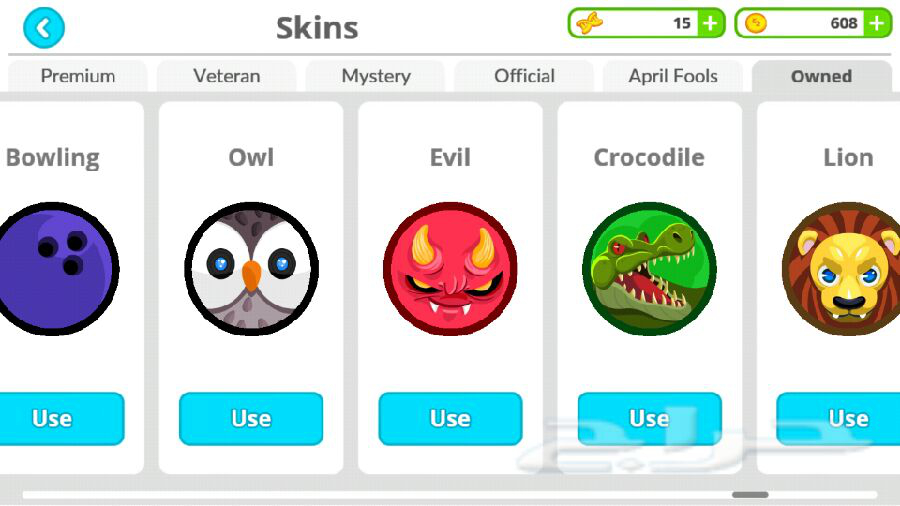 Skins
15
608
Premium
Veteran
Mystery
Official
April Fools
Owned
Bowling
Owl
Evil
Crocodile
Lion
Use
Use
Use
Use
Use
حراج